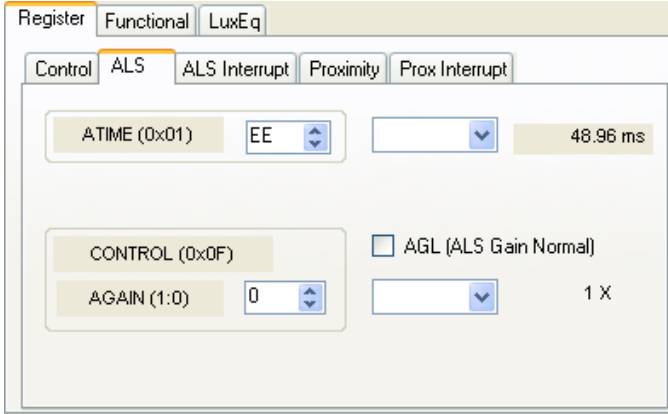 Register Functional LuxEq
Control ALS ALS Interrupt Proximity Prox Interrupt
ATIME (0x01) EE 48.96 ms
CONTROL (0x0F) AGL (ALS Gain Normal)
AGAIN (1:0) 0 1 X